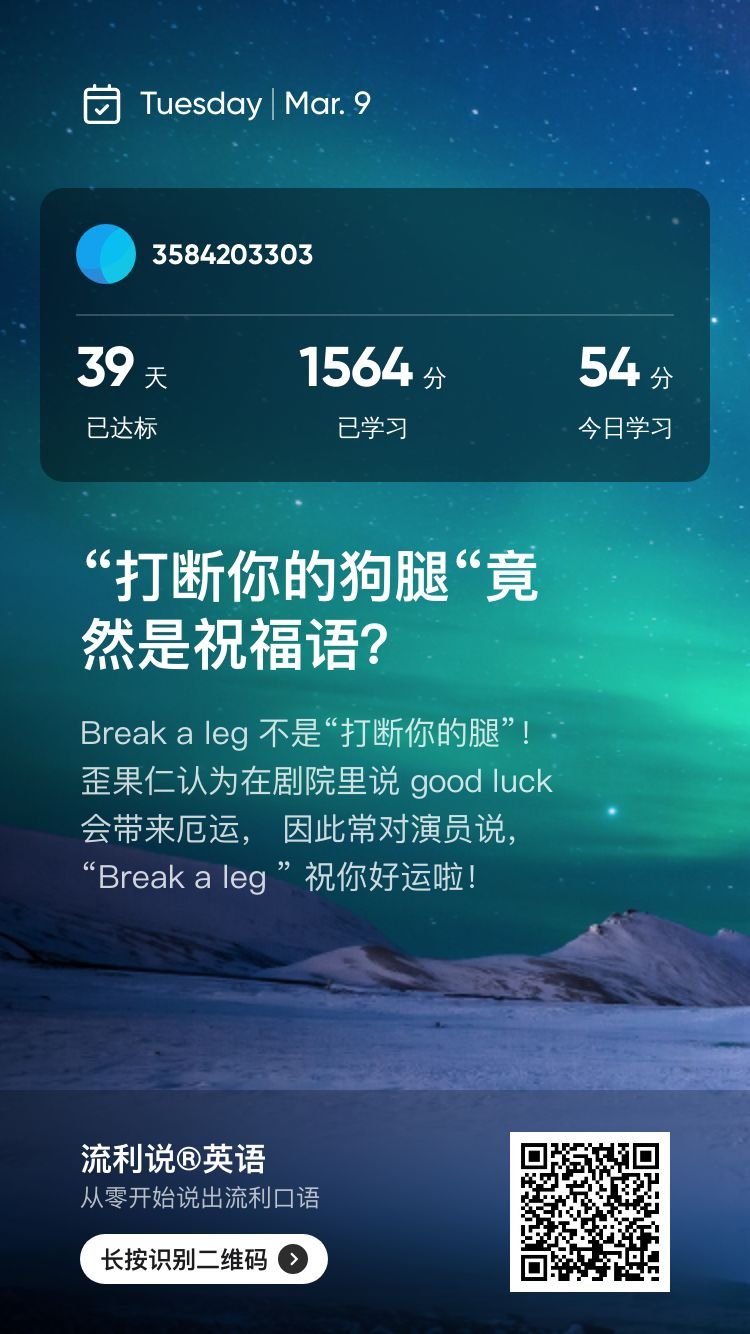 Tuesday | Mar. 9
3584203303
39 天 1564 分 54 分
已达标 已学习 今日学习
“打断你的狗腿“竟
然是祝福语？
Break a leg 不是“打断你的腿”！
歪果仁认为在剧院里说 good luck
会带来厄运， 因此常对演员说，
“Break a leg ” 祝你好运啦！
流利说®英语
从零开始说出流利口语
长按识别二维码